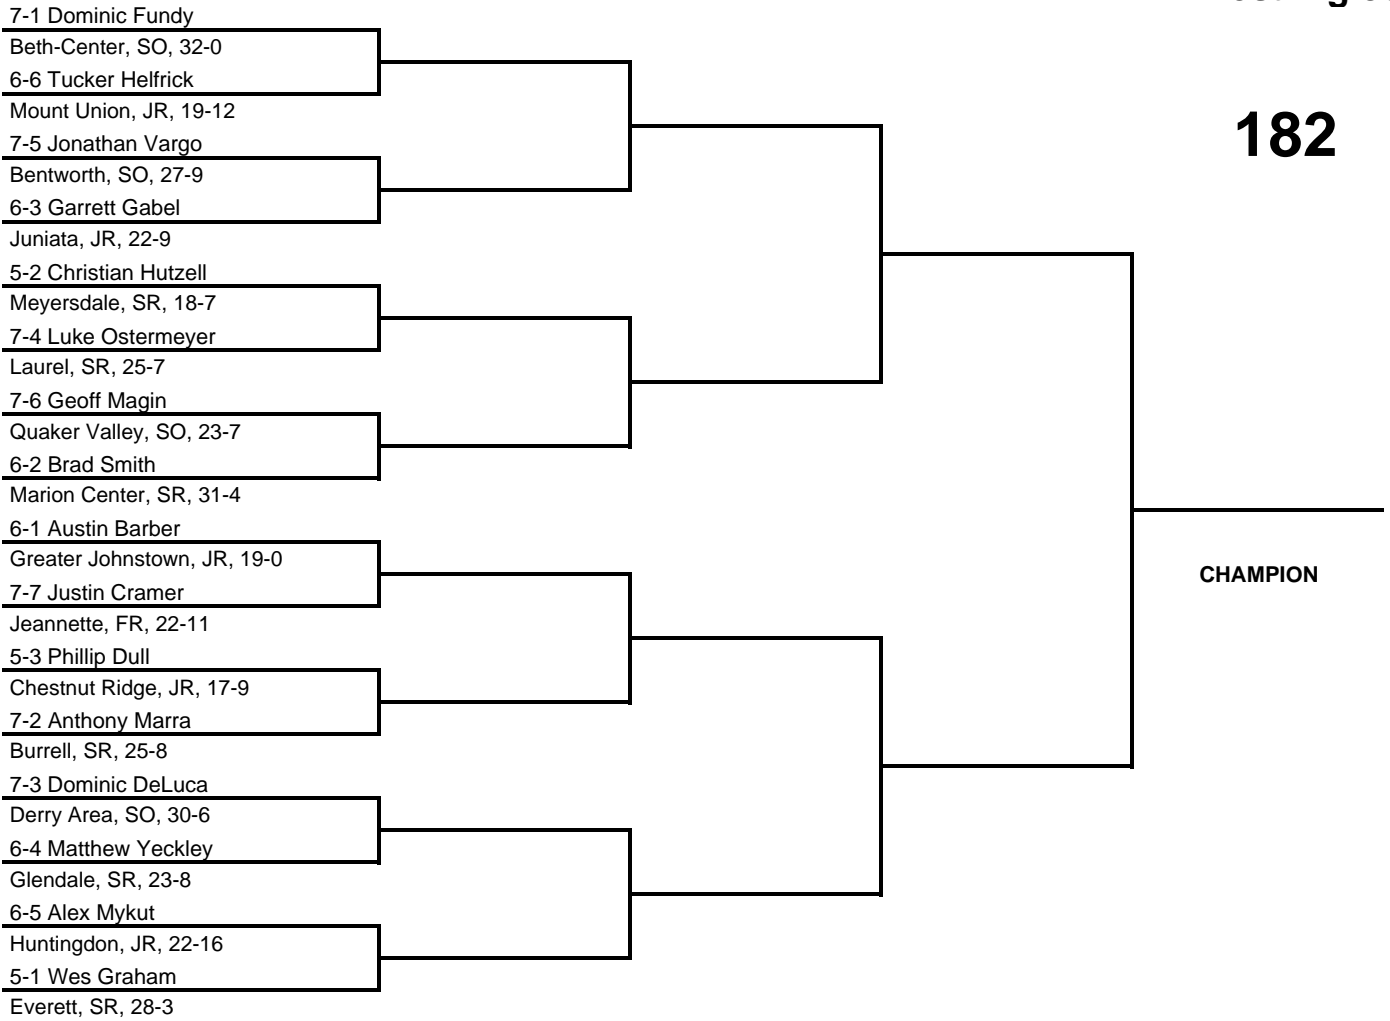 7-1 Dominic Fundy
Beth-Center, SO, 32-0
6-6 Tucker Helfrick
Mount Union, JR, 19-12
182
7-5 Jonathan Vargo
Bentworth, SO, 27-9
6-3 Garrett Gabel
Juniata, JR, 22-9
5-2 Christian Hutzell
Meyersdale, SR, 18-7
7-4 Luke Ostermeyer
Laurel, SR, 25-7
7-6 Geoff Magin
Quaker Valley, SO, 23-7
6-2 Brad Smith
Marion Center, SR, 31-4
6-1 Austin Barber
Greater Johnstown, JR, 19-0
CHAMPION
7-7 Justin Cramer
Jeannette, FR, 22-11
5-3 Phillip Dull
Chestnut Ridge, JR, 17-9
7-2 Anthony Marra
Burrell, SR, 25-8
7-3 Dominic DeLuca
Derry Area, SO, 30-6
6-4 Matthew Yeckley
Glendale, SR, 23-8
6-5 Alex Mykut
Huntingdon, JR, 22-16
5-1 Wes Graham
Everett, SR, 28-3